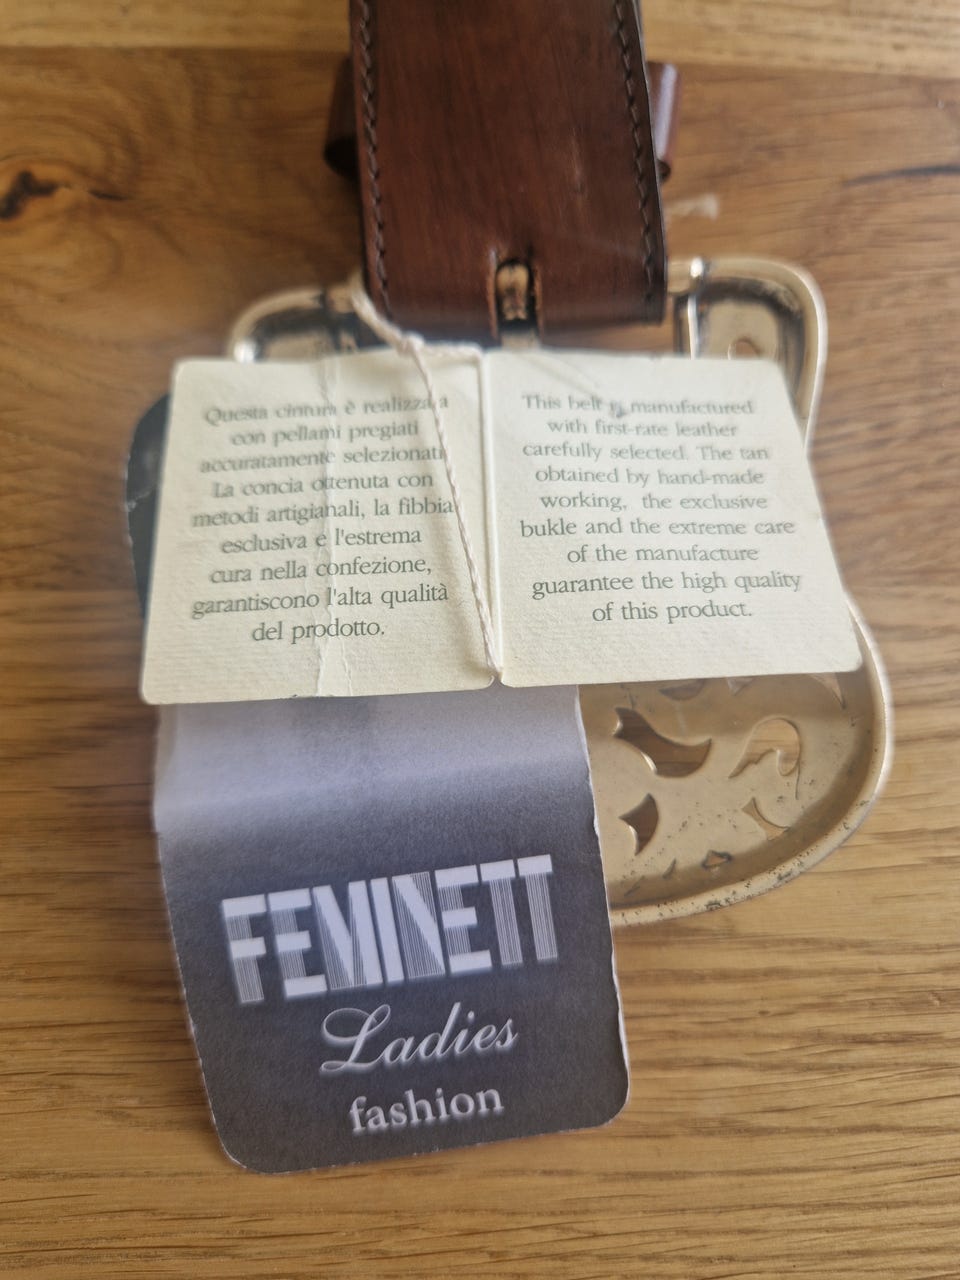 Questa cintura è realizzata
con pellami pregiati
accuratamente selezionati.
La concia ottenuta con
metodi artigianali, la fibbia
esclusiva e l'estrema
cura nella confezione,
garantiscono l'alta qualità
del prodotto.
This belt is manufactured
with first-rate leather
carefully selected. The tan
obtained by hand-made
working, the exclusive
bukle and the extreme care
of the manufacture
guarantee the high quality
of this product.
FEMINETT
Ladies
fashion